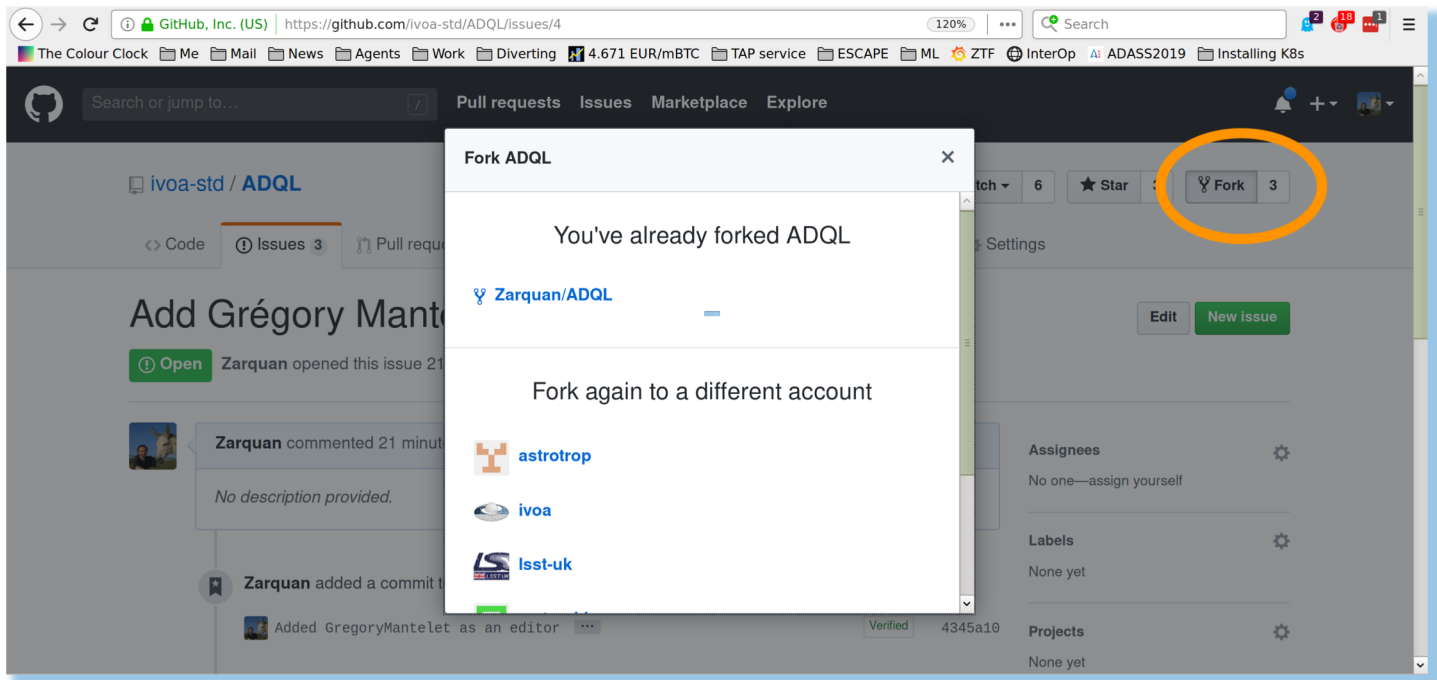 GitHub, Inc. (US) https://github.com/ivoa-std/ADQL/issues/4 120% ••• Search 2 18 1
The Colour Clock Me Mail News Agents Work Diverting 4.671 EUR/mBTC TAP service ESCAPE ML ZTF InterOp ADASS2019 Installing K8s
Search or jump to… / Pull requests Issues Marketplace Explore
Fork ADQL
ivoa-std / ADQL
tch 6 Star Fork 3
You've already forked ADQL
Code Issues 3 Pull requ Settings
Zarquan/ADQL
Add Grégory Mant
Edit New issue
Open Zarquan opened this issue 21
Fork again to a different account
Zarquan commented 21 minut
astrotrop
Assignees
No one—assign yourself
No description provided.
ivoa
Labels
None yet
lsst-uk
Zarquan added a commit t
Added GregoryMantelet as an editor ••• Verified 4345a10
Projects
None yet